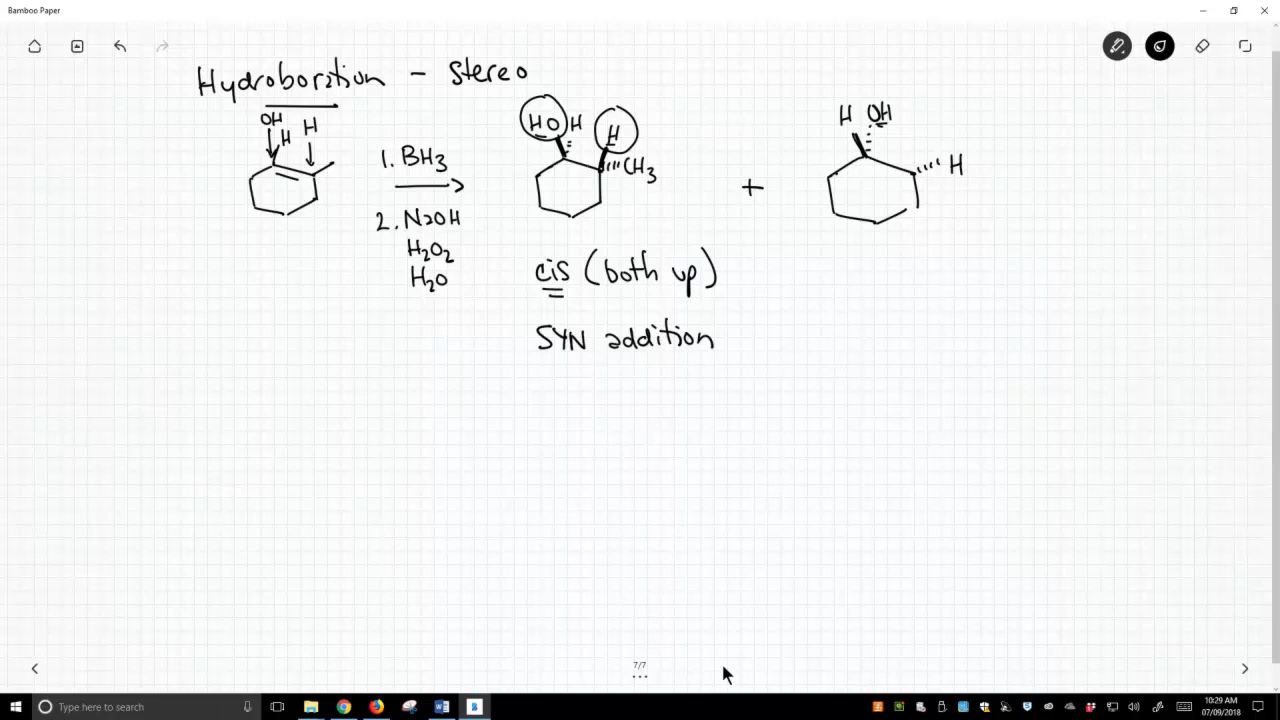 Bamboo Paper
Hydroboration - Stereo
OH H H
1. BH3
2. NaOH
H2O2
H2O
HO H H
CH3
+
H OH
H
cis (both up)
SYN addition
7/7
Type here to search
10:29 AM
07/09/2018